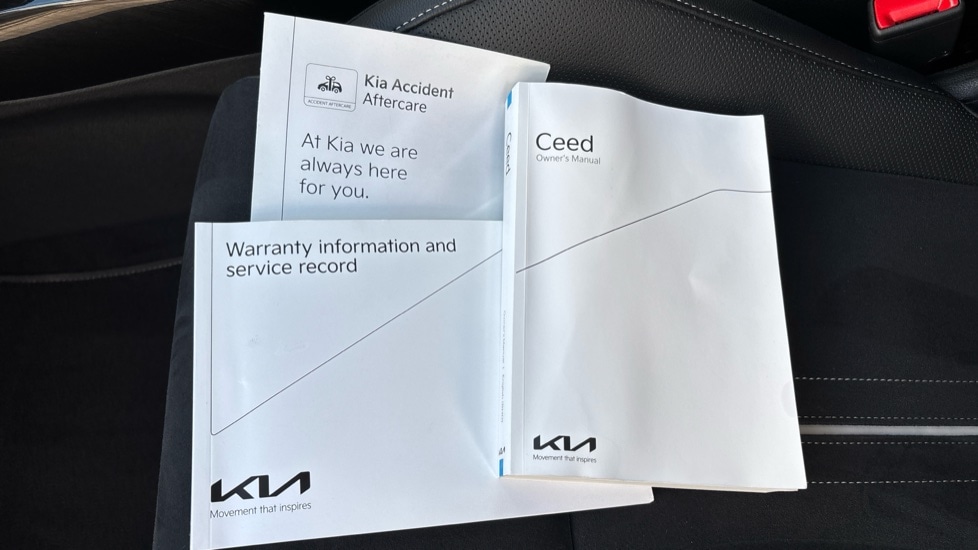 Kia Accident
Aftercare
ACCIDENT AFTERCARE
At Kia we are
always here
for you.
Warranty information and
service record
KIA
Movement that inspires
Ceed
Ceed
Owner's Manual
KIA
Movement that inspires